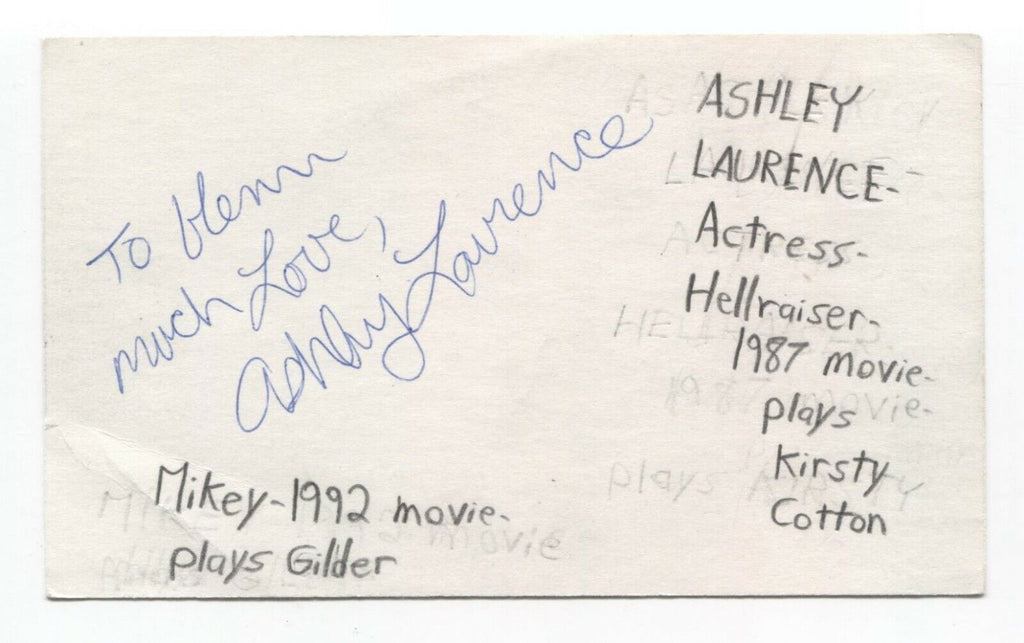 To Glenn
much Love,
Ashley Laurence
ASHLEY
LAURENCE-
Actress-
Hellraiser-
1987 movie-
plays
Kirsty
Cotton
Mikey-1992 movie-
plays Gilder